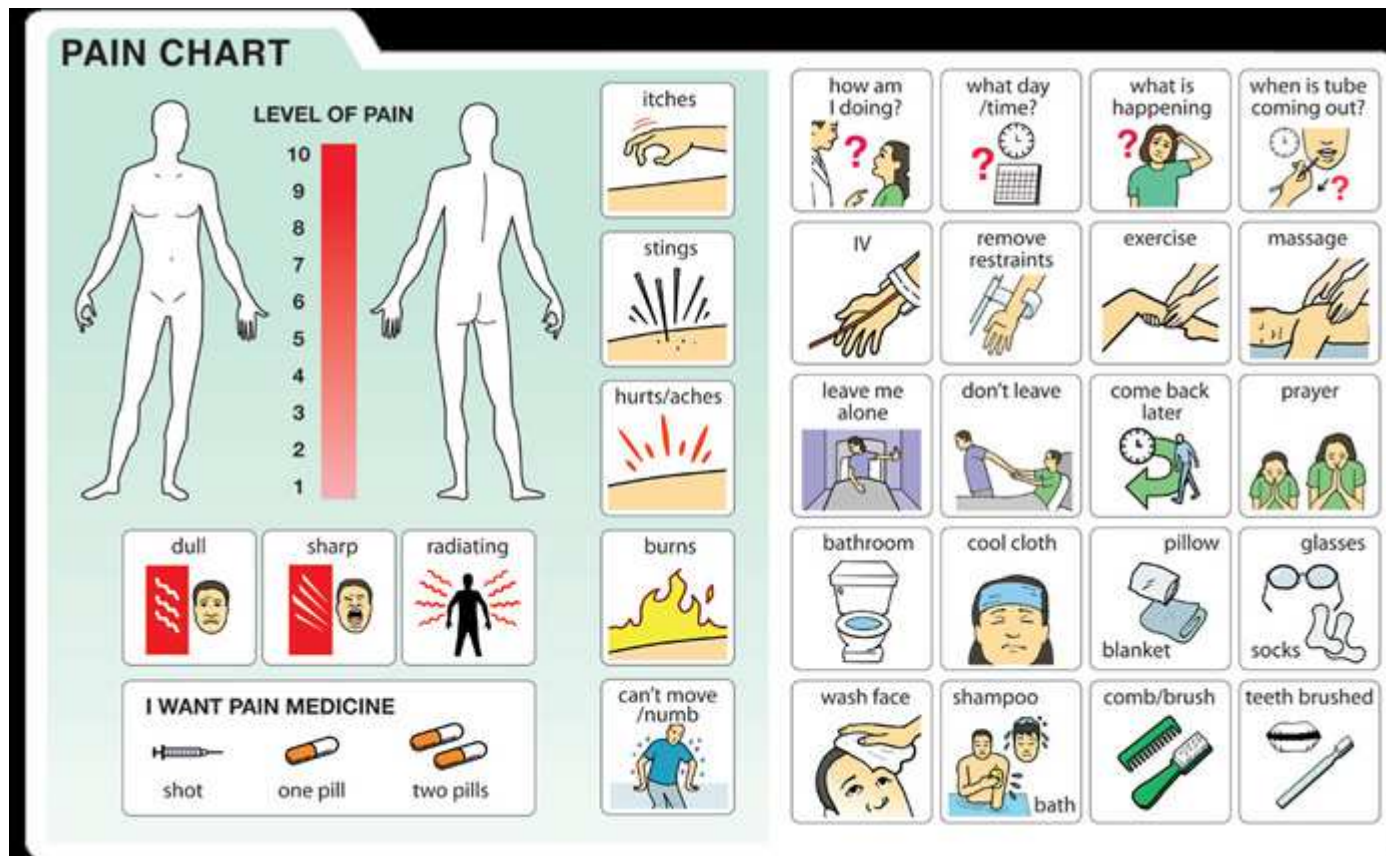 PAIN CHART
LEVEL OF PAIN
10
9
8
7
6
5
4
3
2
1
dull
sharp
radiating
I WANT PAIN MEDICINE
shot
one pill
two pills
itches
stings
hurts/aches
burns
can't move
/numb
how am
I doing?
?
what day
/time?
?
what is
happening
?
when is tube
coming out?
?
IV
remove
restraints
exercise
massage
leave me
alone
don't leave
come back
later
prayer
bathroom
cool cloth
pillow
blanket
glasses
socks
wash face
shampoo
bath
comb/brush
teeth brushed